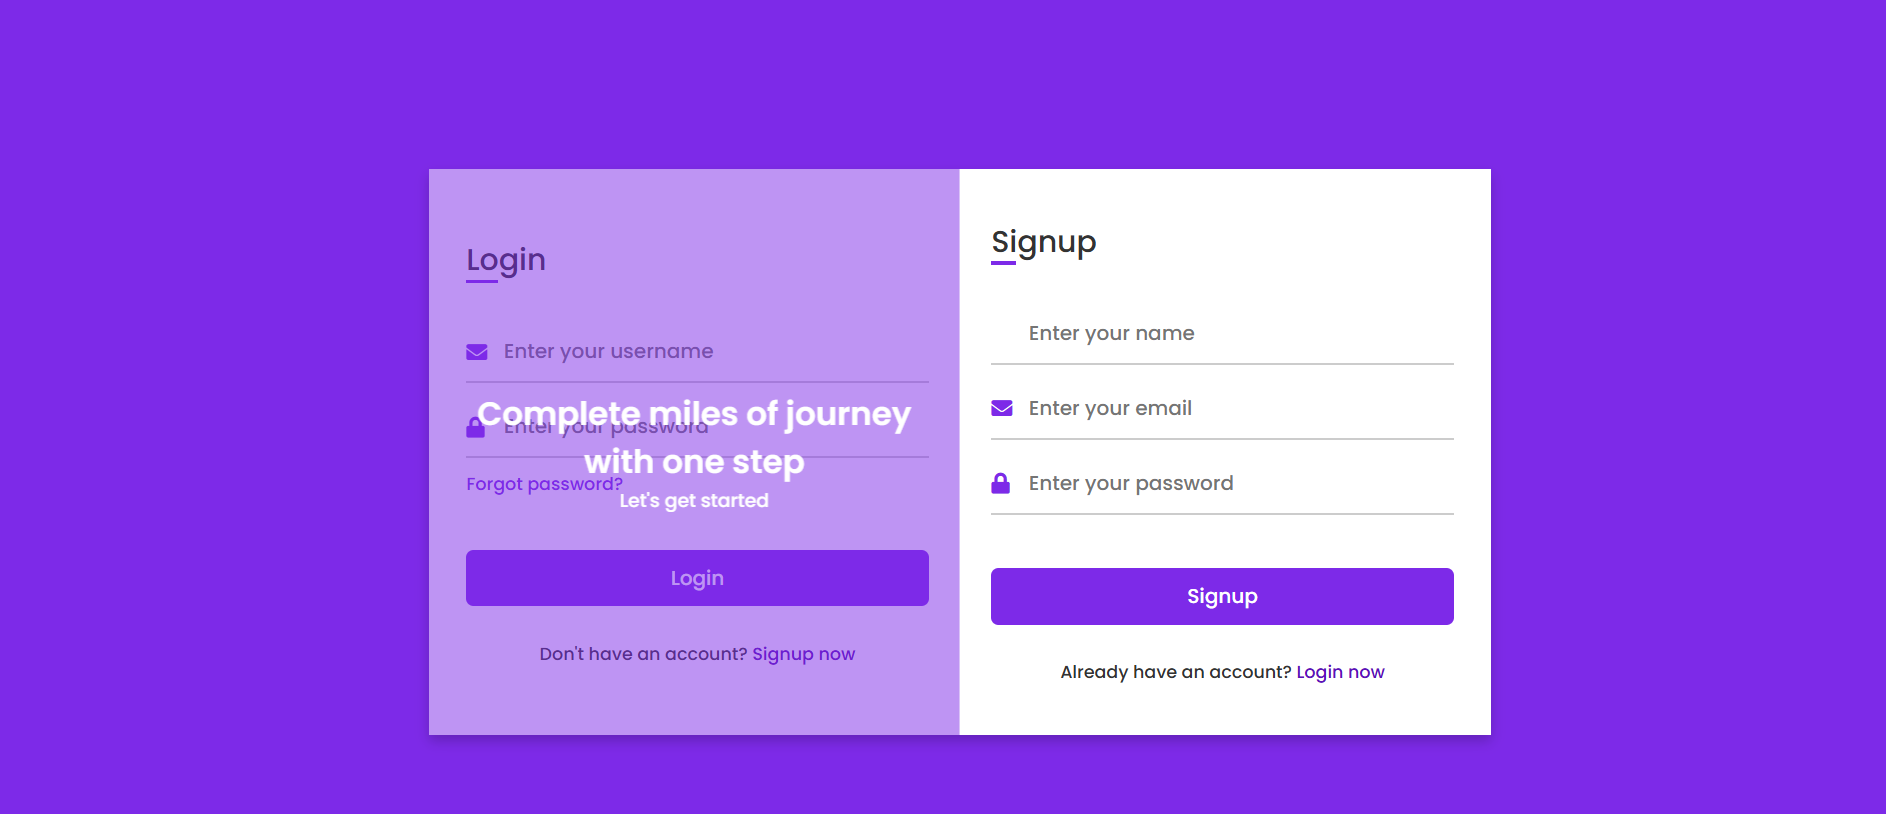 Login
Enter your username
Complete miles of journey
with one step
Enter your password
Forgot password?
Let's get started
Login
Don't have an account? Signup now
Signup
Enter your name
Enter your email
Enter your password
Signup
Already have an account? Login now